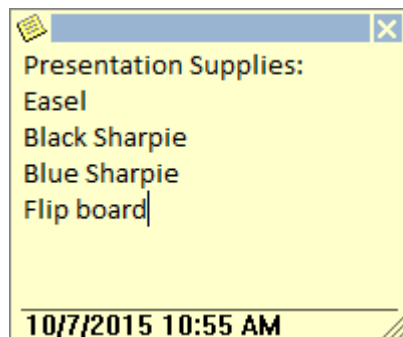 Presentation Supplies:
Easel
Black Sharpie
Blue Sharpie
Flip board
10/7/2015 10:55 AM